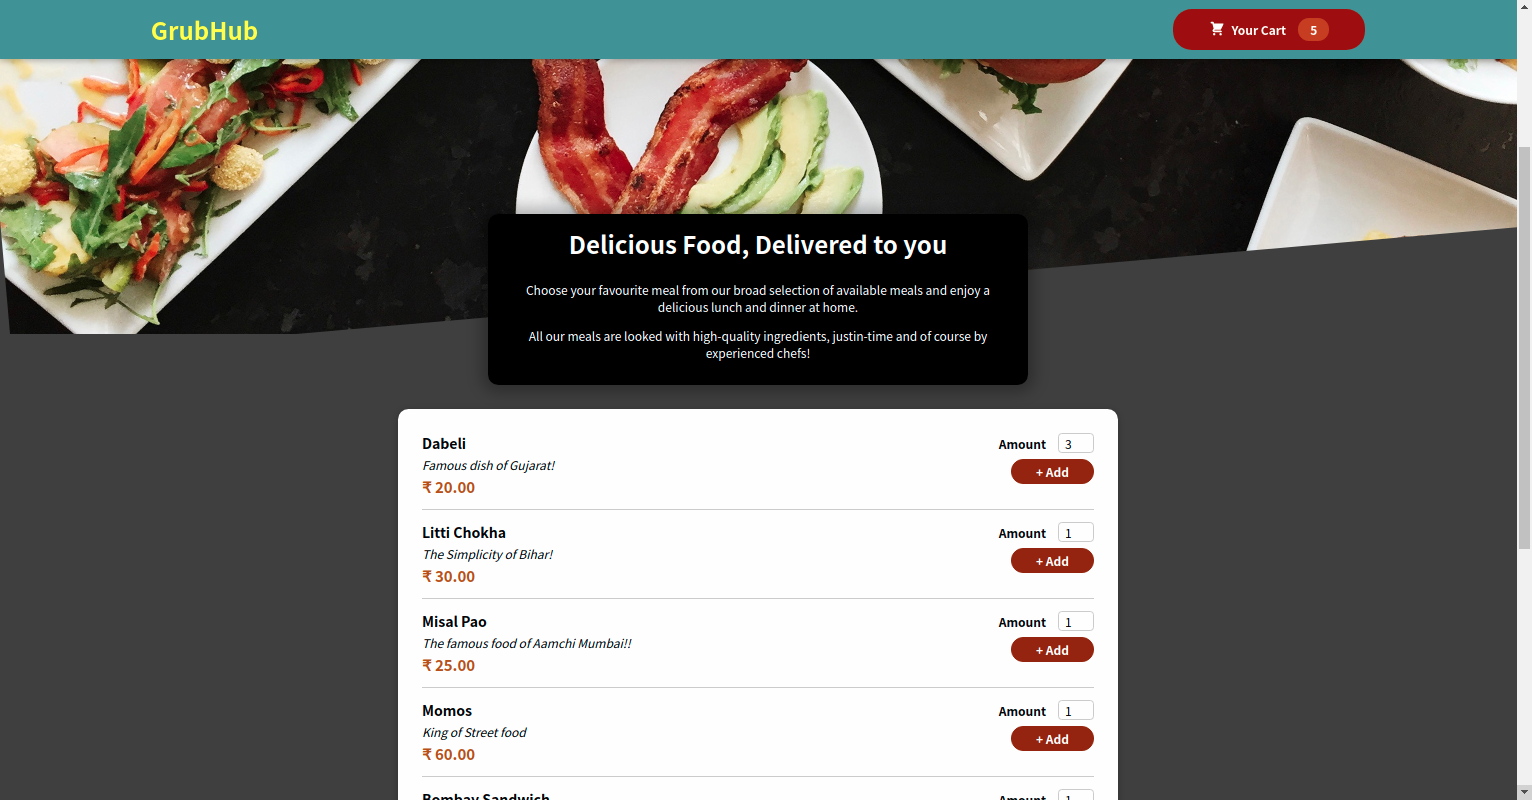 GrubHub
Your Cart 5
Delicious Food, Delivered to you
Choose your favourite meal from our broad selection of available meals and enjoy a
delicious lunch and dinner at home.
All our meals are looked with high-quality ingredients, justin-time and of course by
experienced chefs!
Dabeli
Amount 3
Famous dish of Gujarat!
+ Add
₹ 20.00
Litti Chokha
Amount 1
The Simplicity of Bihar!
+ Add
₹ 30.00
Misal Pao
Amount 1
The famous food of Aamchi Mumbai!!
+ Add
₹ 25.00
Momos
Amount 1
King of Street food
+ Add
₹ 60.00
Bombay Sandwich
Amount 1